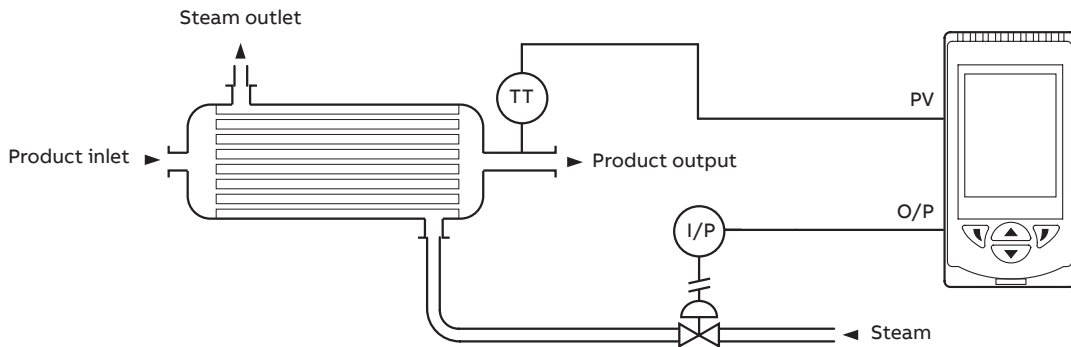 Steam outlet
TT
PV
Product inlet
Product output
O/P
I/P
Steam